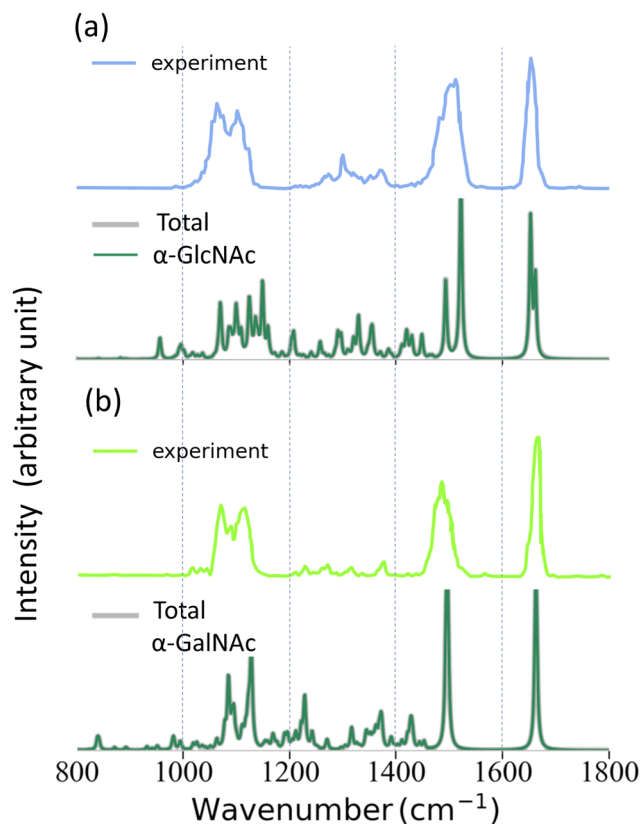 (a)
experiment
Total
α-GlcNAc
(b)
experiment
Total
α-GalNAc
Intensity (arbitrary unit)
800 1000 1200 1400 1600 1800
Wavenumber (cm⁻¹)